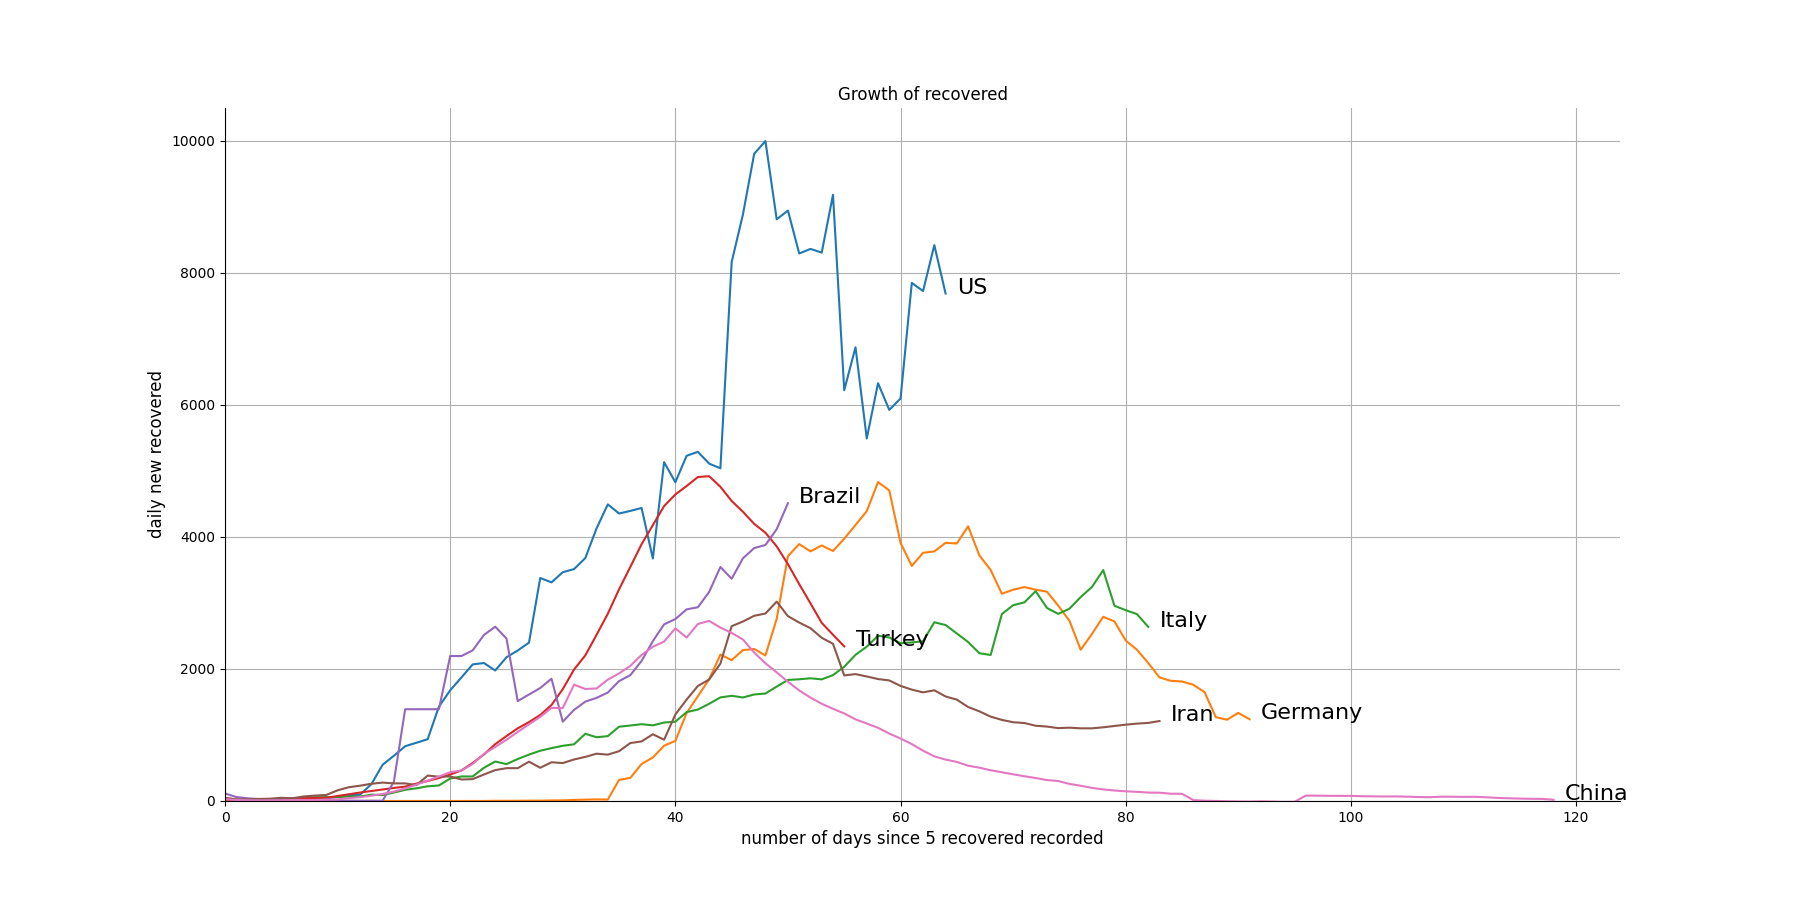 Growth of recovered
10000
8000
6000
4000
2000
0
daily new recovered
US
Brazil
Turkey
Italy
Iran
Germany
China
0 20 40 60 80 100 120
number of days since 5 recovered recorded